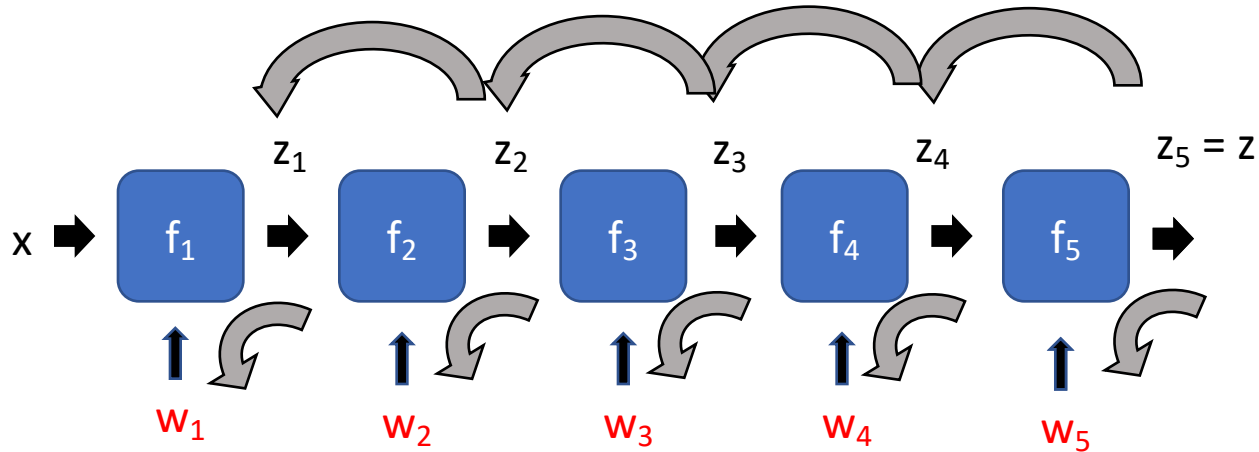 z₁ z₂ z₃ z₄ z₅ = z
x f₁ f₂ f₃ f₄ f₅
w₁ w₂ w₃ w₄ w₅